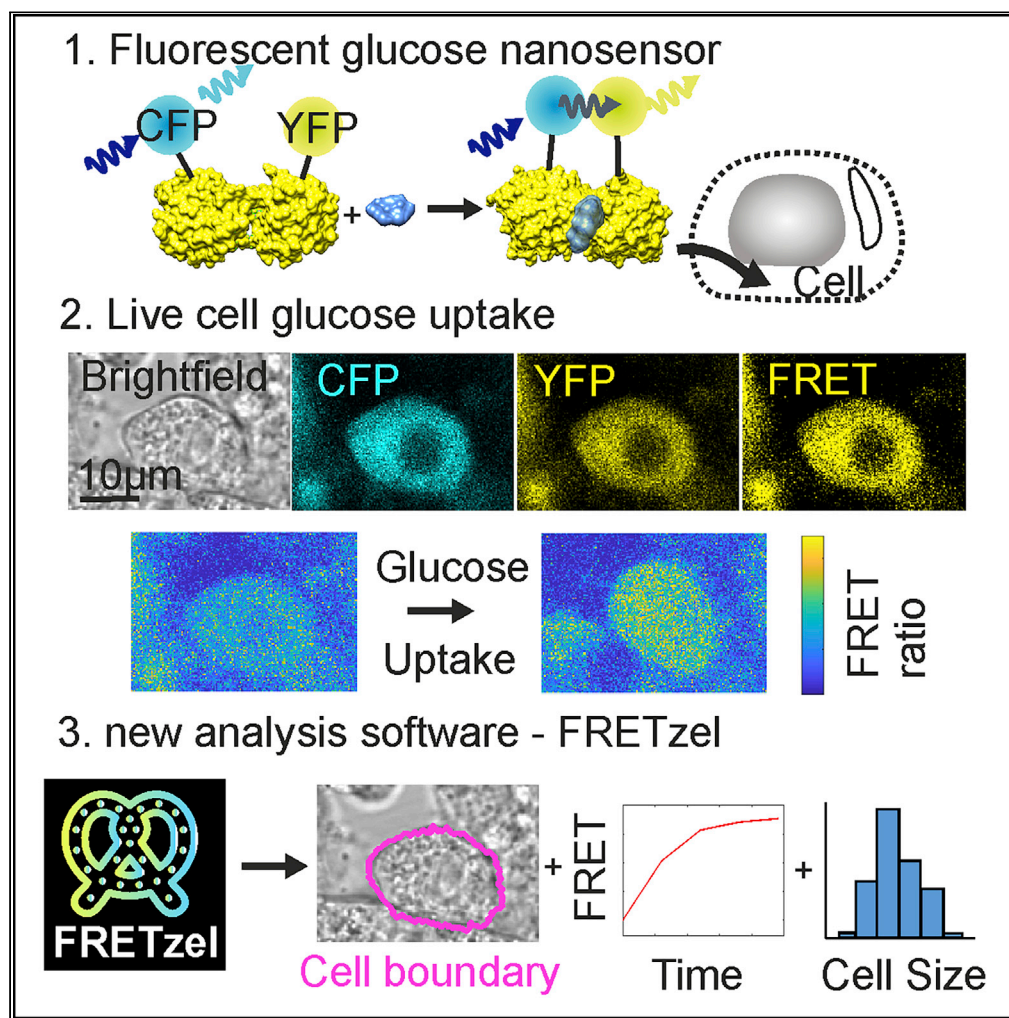 1. Fluorescent glucose nanosensor
CFP
YFP
+
Cell
2. Live cell glucose uptake
Brightfield
CFP
YFP
FRET
10µm
Glucose
Uptake
FRET
ratio
3. new analysis software - FRETzel
FRETzel
Cell boundary
+
FRET
Time
+
Cell Size